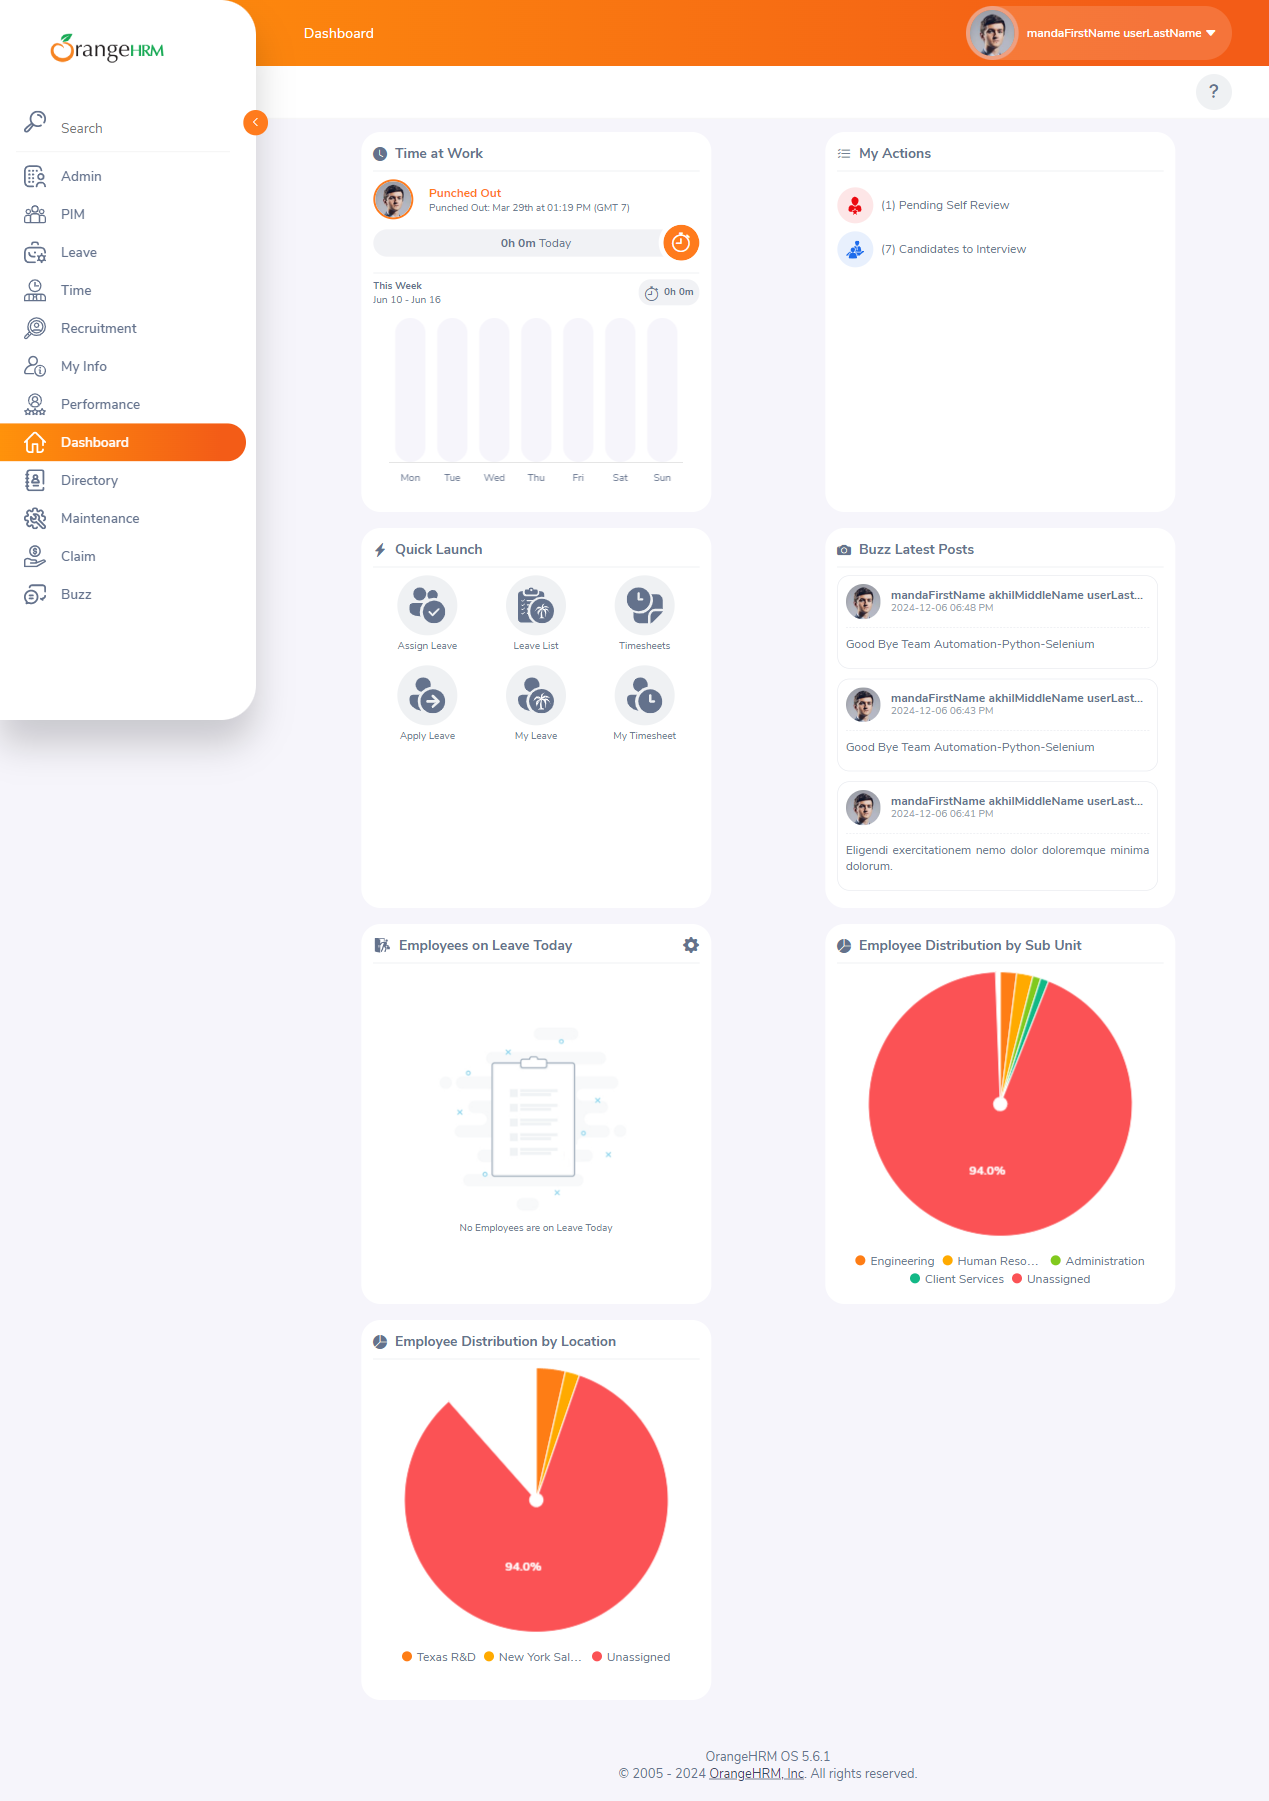 OrangeHRM
Search
Admin
PIM
Leave
Time
Recruitment
My Info
Performance
Dashboard
Directory
Maintenance
Claim
Buzz
Dashboard
mandaFirstName userLastName
?
Time at Work
Punched Out
Punched Out: Mar 29th at 01:19 PM (GMT 7)
0h 0m Today
This Week
Jun 10 - Jun 16
0h 0m
Mon Tue Wed Thu Fri Sat Sun
My Actions
(1) Pending Self Review
(7) Candidates to Interview
Quick Launch
Assign Leave Leave List Timesheets
Apply Leave My Leave My Timesheet
Buzz Latest Posts
mandaFirstName akhilMiddleName userLast...
2024-12-06 06:48 PM
Good Bye Team Automation-Python-Selenium
mandaFirstName akhilMiddleName userLast...
2024-12-06 06:43 PM
Good Bye Team Automation-Python-Selenium
mandaFirstName akhilMiddleName userLast...
2024-12-06 06:41 PM
Eligendi exercitationem nemo dolor doloremque minima
dolorum.
Employees on Leave Today
No Employees are on Leave Today
Employee Distribution by Sub Unit
94.0%
Engineering Human Reso... Administration
Client Services Unassigned
Employee Distribution by Location
94.0%
Texas R&D New York Sal... Unassigned
OrangeHRM OS 5.6.1
© 2005 - 2024 OrangeHRM, Inc. All rights reserved.